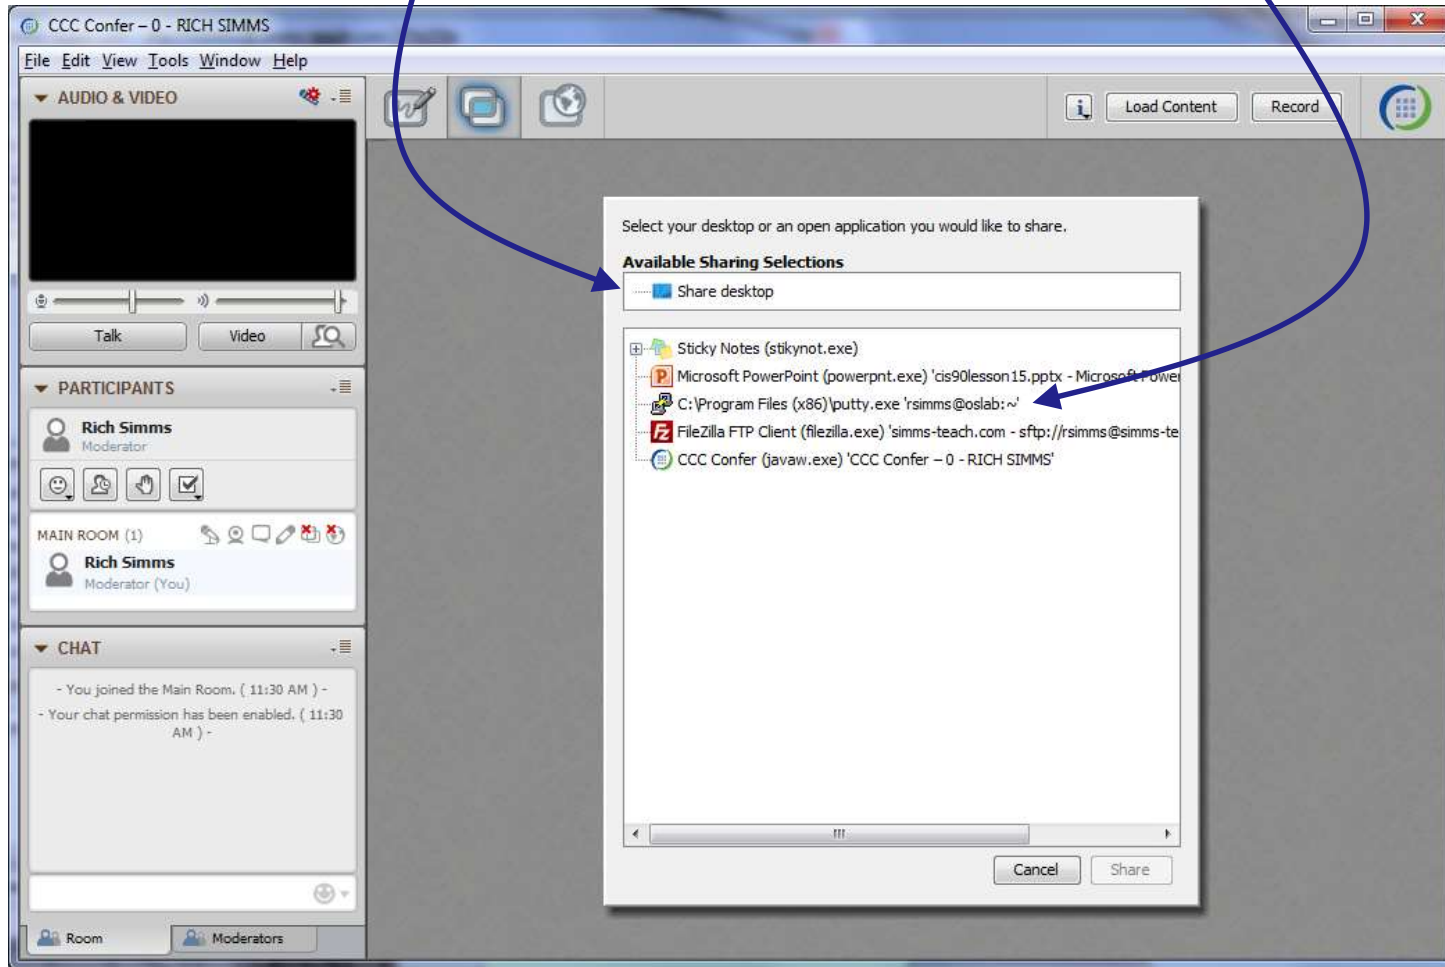 CCC Confer – 0 - RICH SIMMS
File Edit View Tools Window Help
AUDIO & VIDEO
Talk
Video
PARTICIPANTS
Rich Simms
Moderator
MAIN ROOM (1)
Rich Simms
Moderator (You)
CHAT
- You joined the Main Room. ( 11:30 AM ) -
- Your chat permission has been enabled. ( 11:30
AM ) -
Room
Moderators
i
Load Content
Record
Select your desktop or an open application you would like to share.
Available Sharing Selections
Share desktop
Sticky Notes (stikynot.exe)
Microsoft PowerPoint (powerpnt.exe) 'cis90lesson15.pptx - Microsoft Power
C:\Program Files (x86)\putty.exe 'rsimms@oslab:~'
FileZilla FTP Client (filezilla.exe) 'simms-teach.com - sftp://rsimms@simms-te
CCC Confer (javaw.exe) 'CCC Confer – 0 - RICH SIMMS'
Cancel
Share